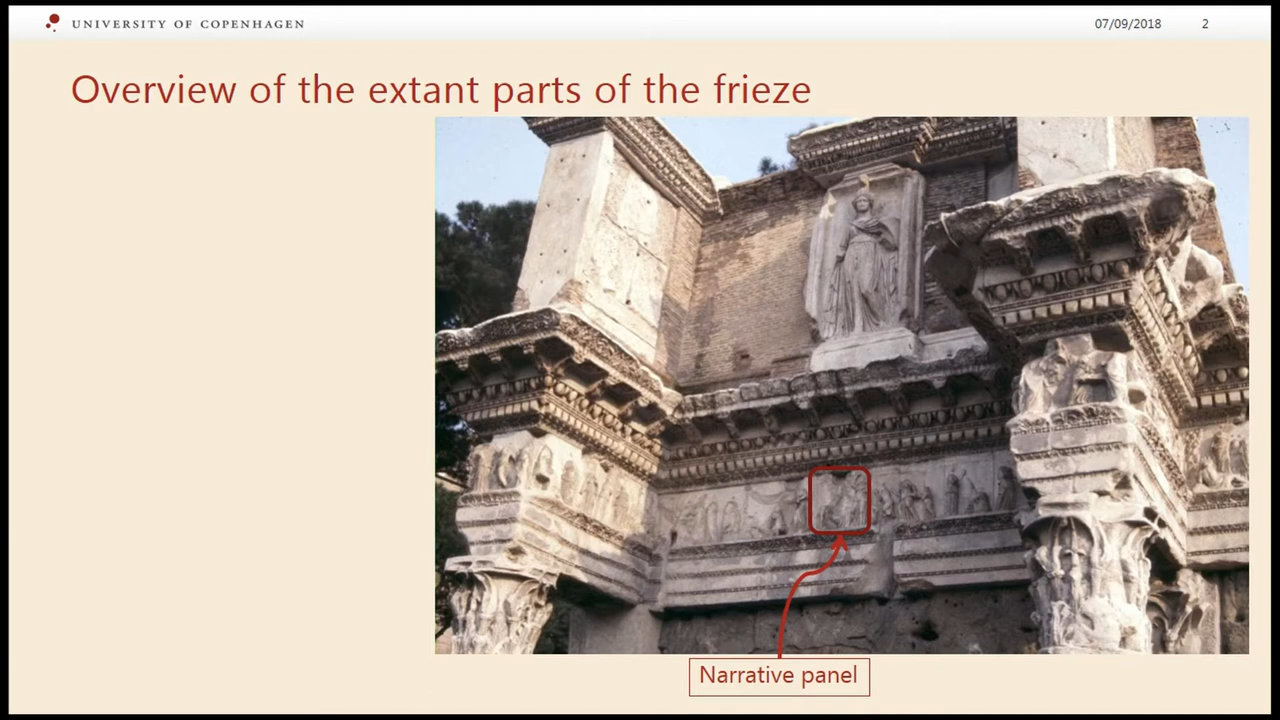 UNIVERSITY OF COPENHAGEN
07/09/2018
2
Overview of the extant parts of the frieze
Narrative panel